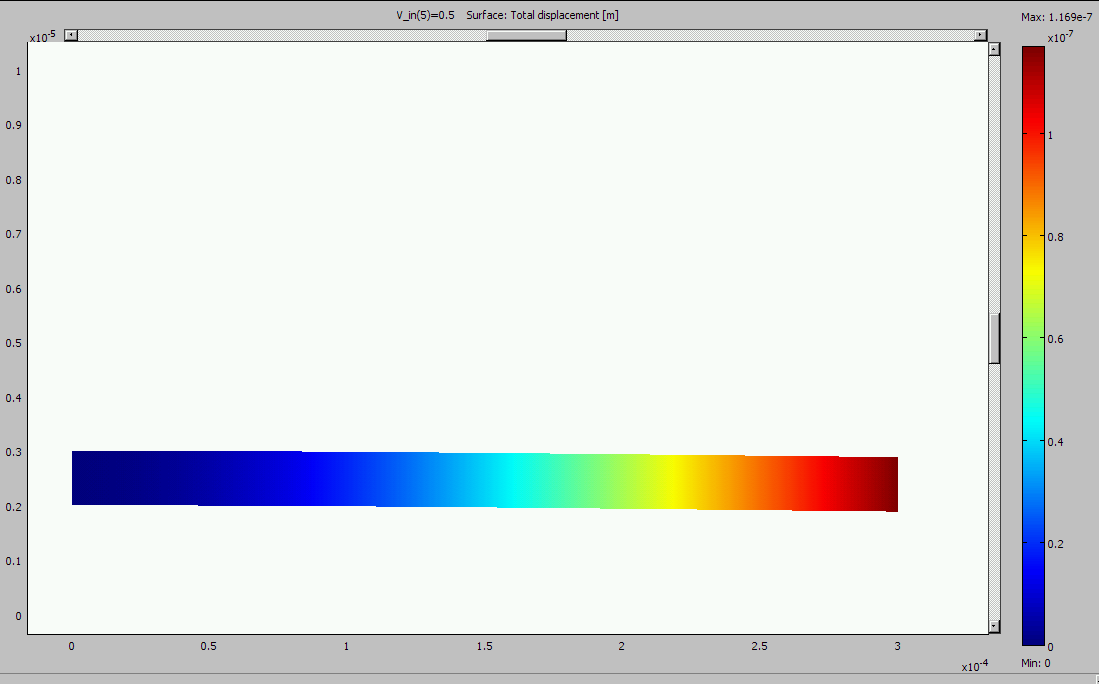 V_in(5)=0.5 Surface: Total displacement [m]
Max: 1.169e-7
x10^-5
x10^-7
1
0.9
0.8
0.7
0.6
0.5
0.4
0.3
0.2
0.1
0
1
0.8
0.6
0.4
0.2
0
0 0.5 1 1.5 2 2.5 3
x10^-4
Min: 0